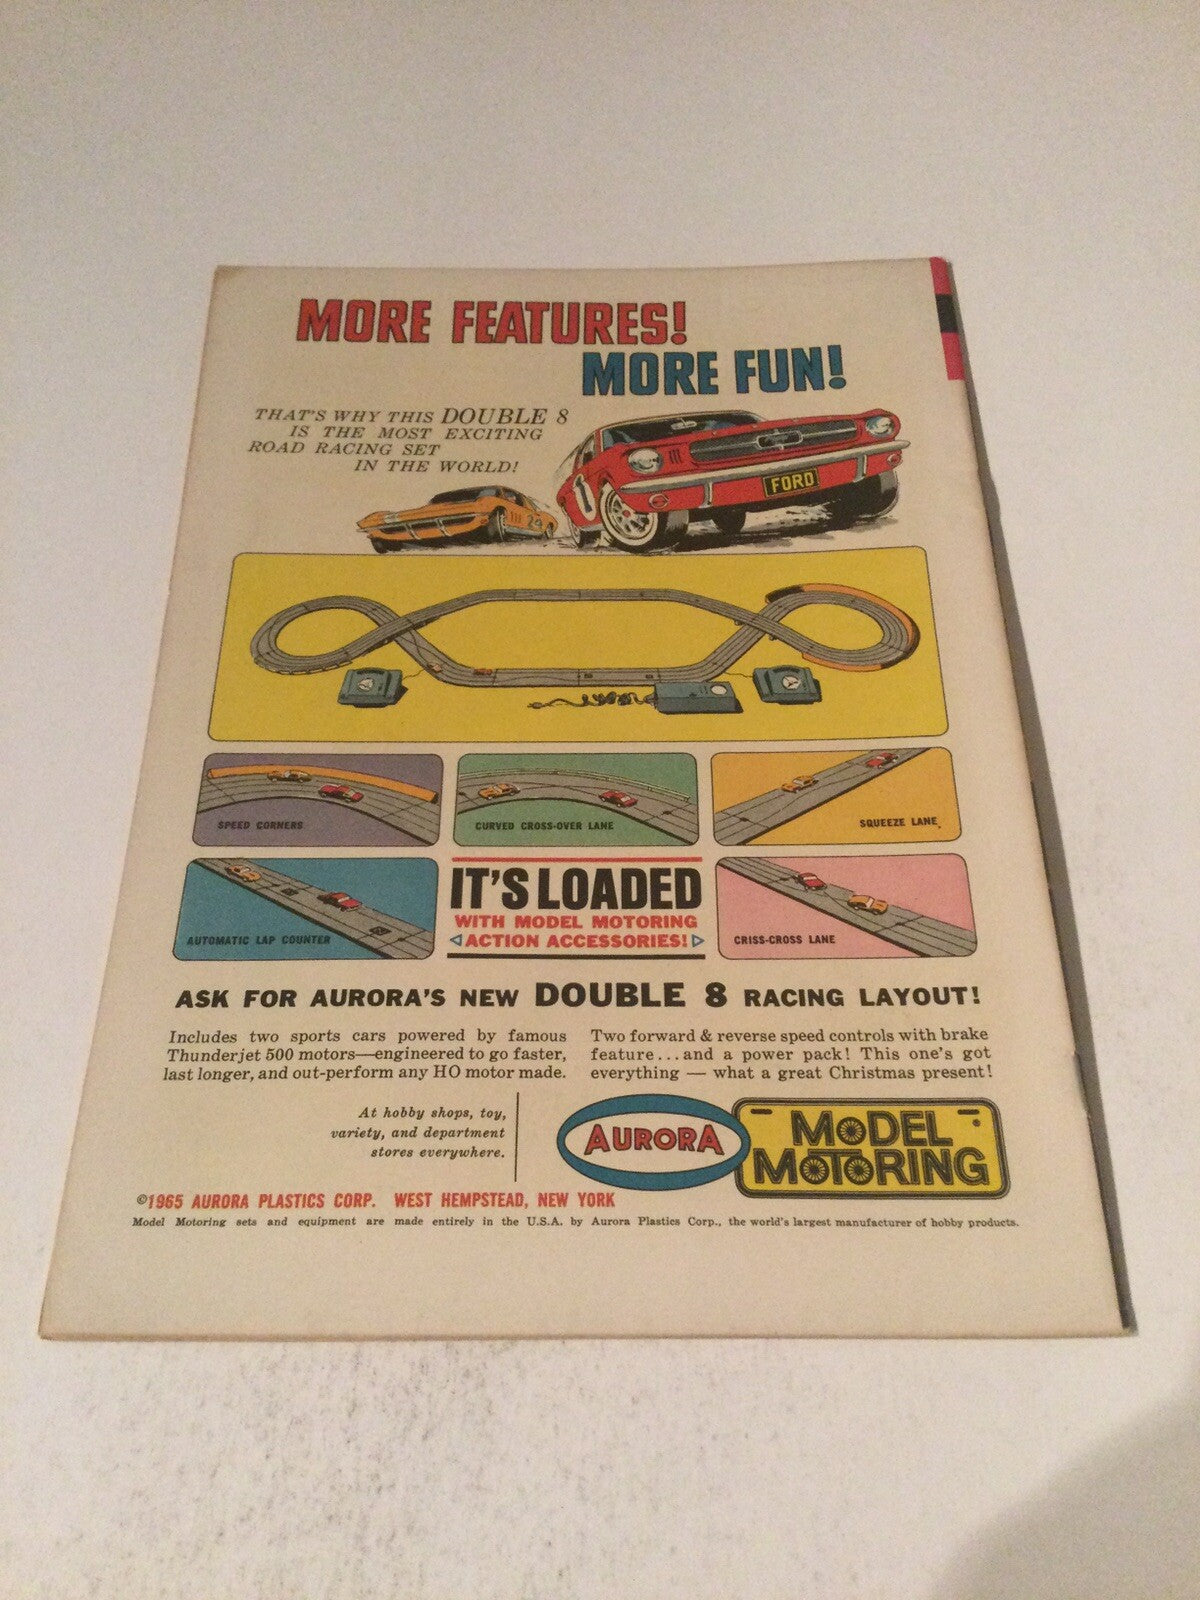 MORE FEATURES!
MORE FUN!
THAT'S WHY THIS DOUBLE 8
IS THE MOST EXCITING
ROAD RACING SET
IN THE WORLD!
FORD
1
24
SPEED CORNERS
CURVED CROSS-OVER LANE
SQUEEZE LANE
AUTOMATIC LAP COUNTER
IT'S LOADED
WITH MODEL MOTORING
ACTION ACCESSORIES!
CRISS-CROSS LANE
ASK FOR AURORA'S NEW DOUBLE 8 RACING LAYOUT!
Includes two sports cars powered by famous
Thunderjet 500 motors—engineered to go faster,
last longer, and out-perform any HO motor made.
Two forward & reverse speed controls with brake
feature...and a power pack! This one's got
everything — what a great Christmas present!
At hobby shops, toy,
variety, and department
stores everywhere.
AURORA
MODEL
MOTORING
©1965 AURORA PLASTICS CORP. WEST HEMPSTEAD, NEW YORK
Model Motoring sets and equipment are made entirely in the U.S.A. by Aurora Plastics Corp., the world's largest manufacturer of hobby products.